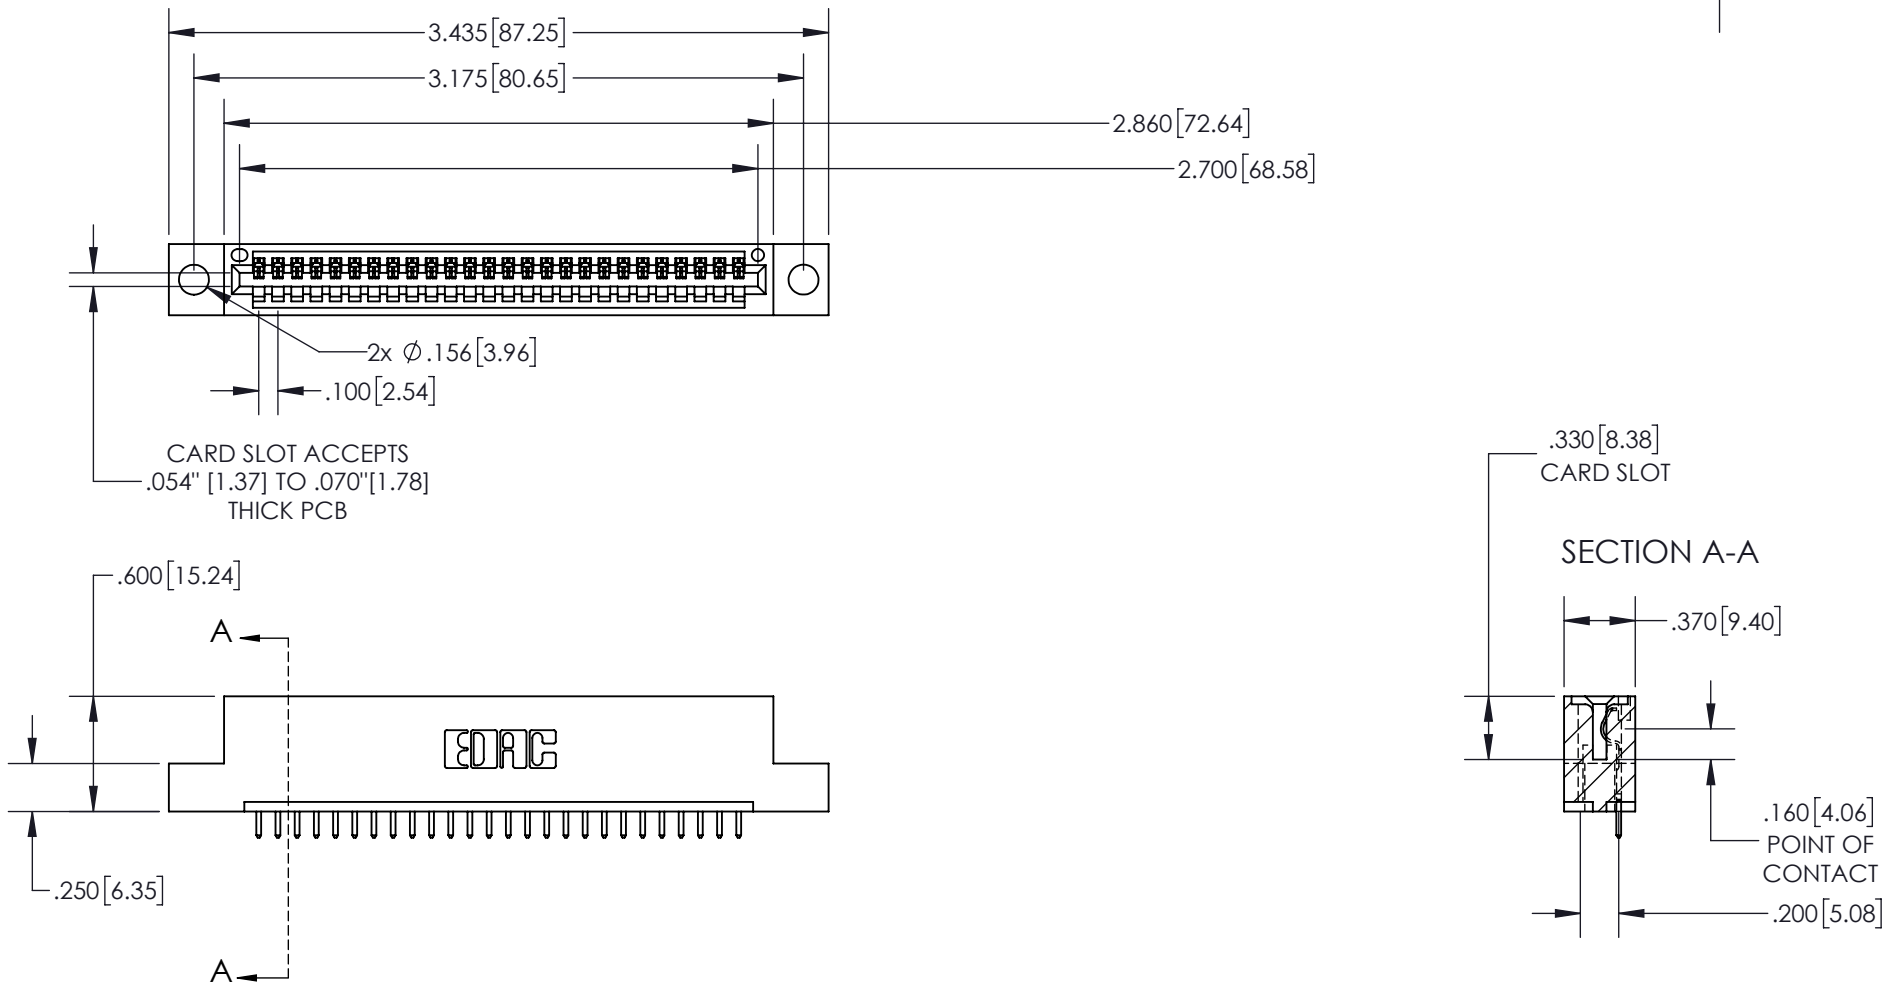 3.435[87.25]
3.175[80.65]
2.860[72.64]
2.700[68.58]
2x Ø.156[3.96]
.100[2.54]
CARD SLOT ACCEPTS
.054" [1.37] TO .070"[1.78]
THICK PCB
.330[8.38]
CARD SLOT
SECTION A-A
.600[15.24]
A
.370[9.40]
EDAC
.160[4.06]
POINT OF
CONTACT
.250[6.35]
.200[5.08]
A